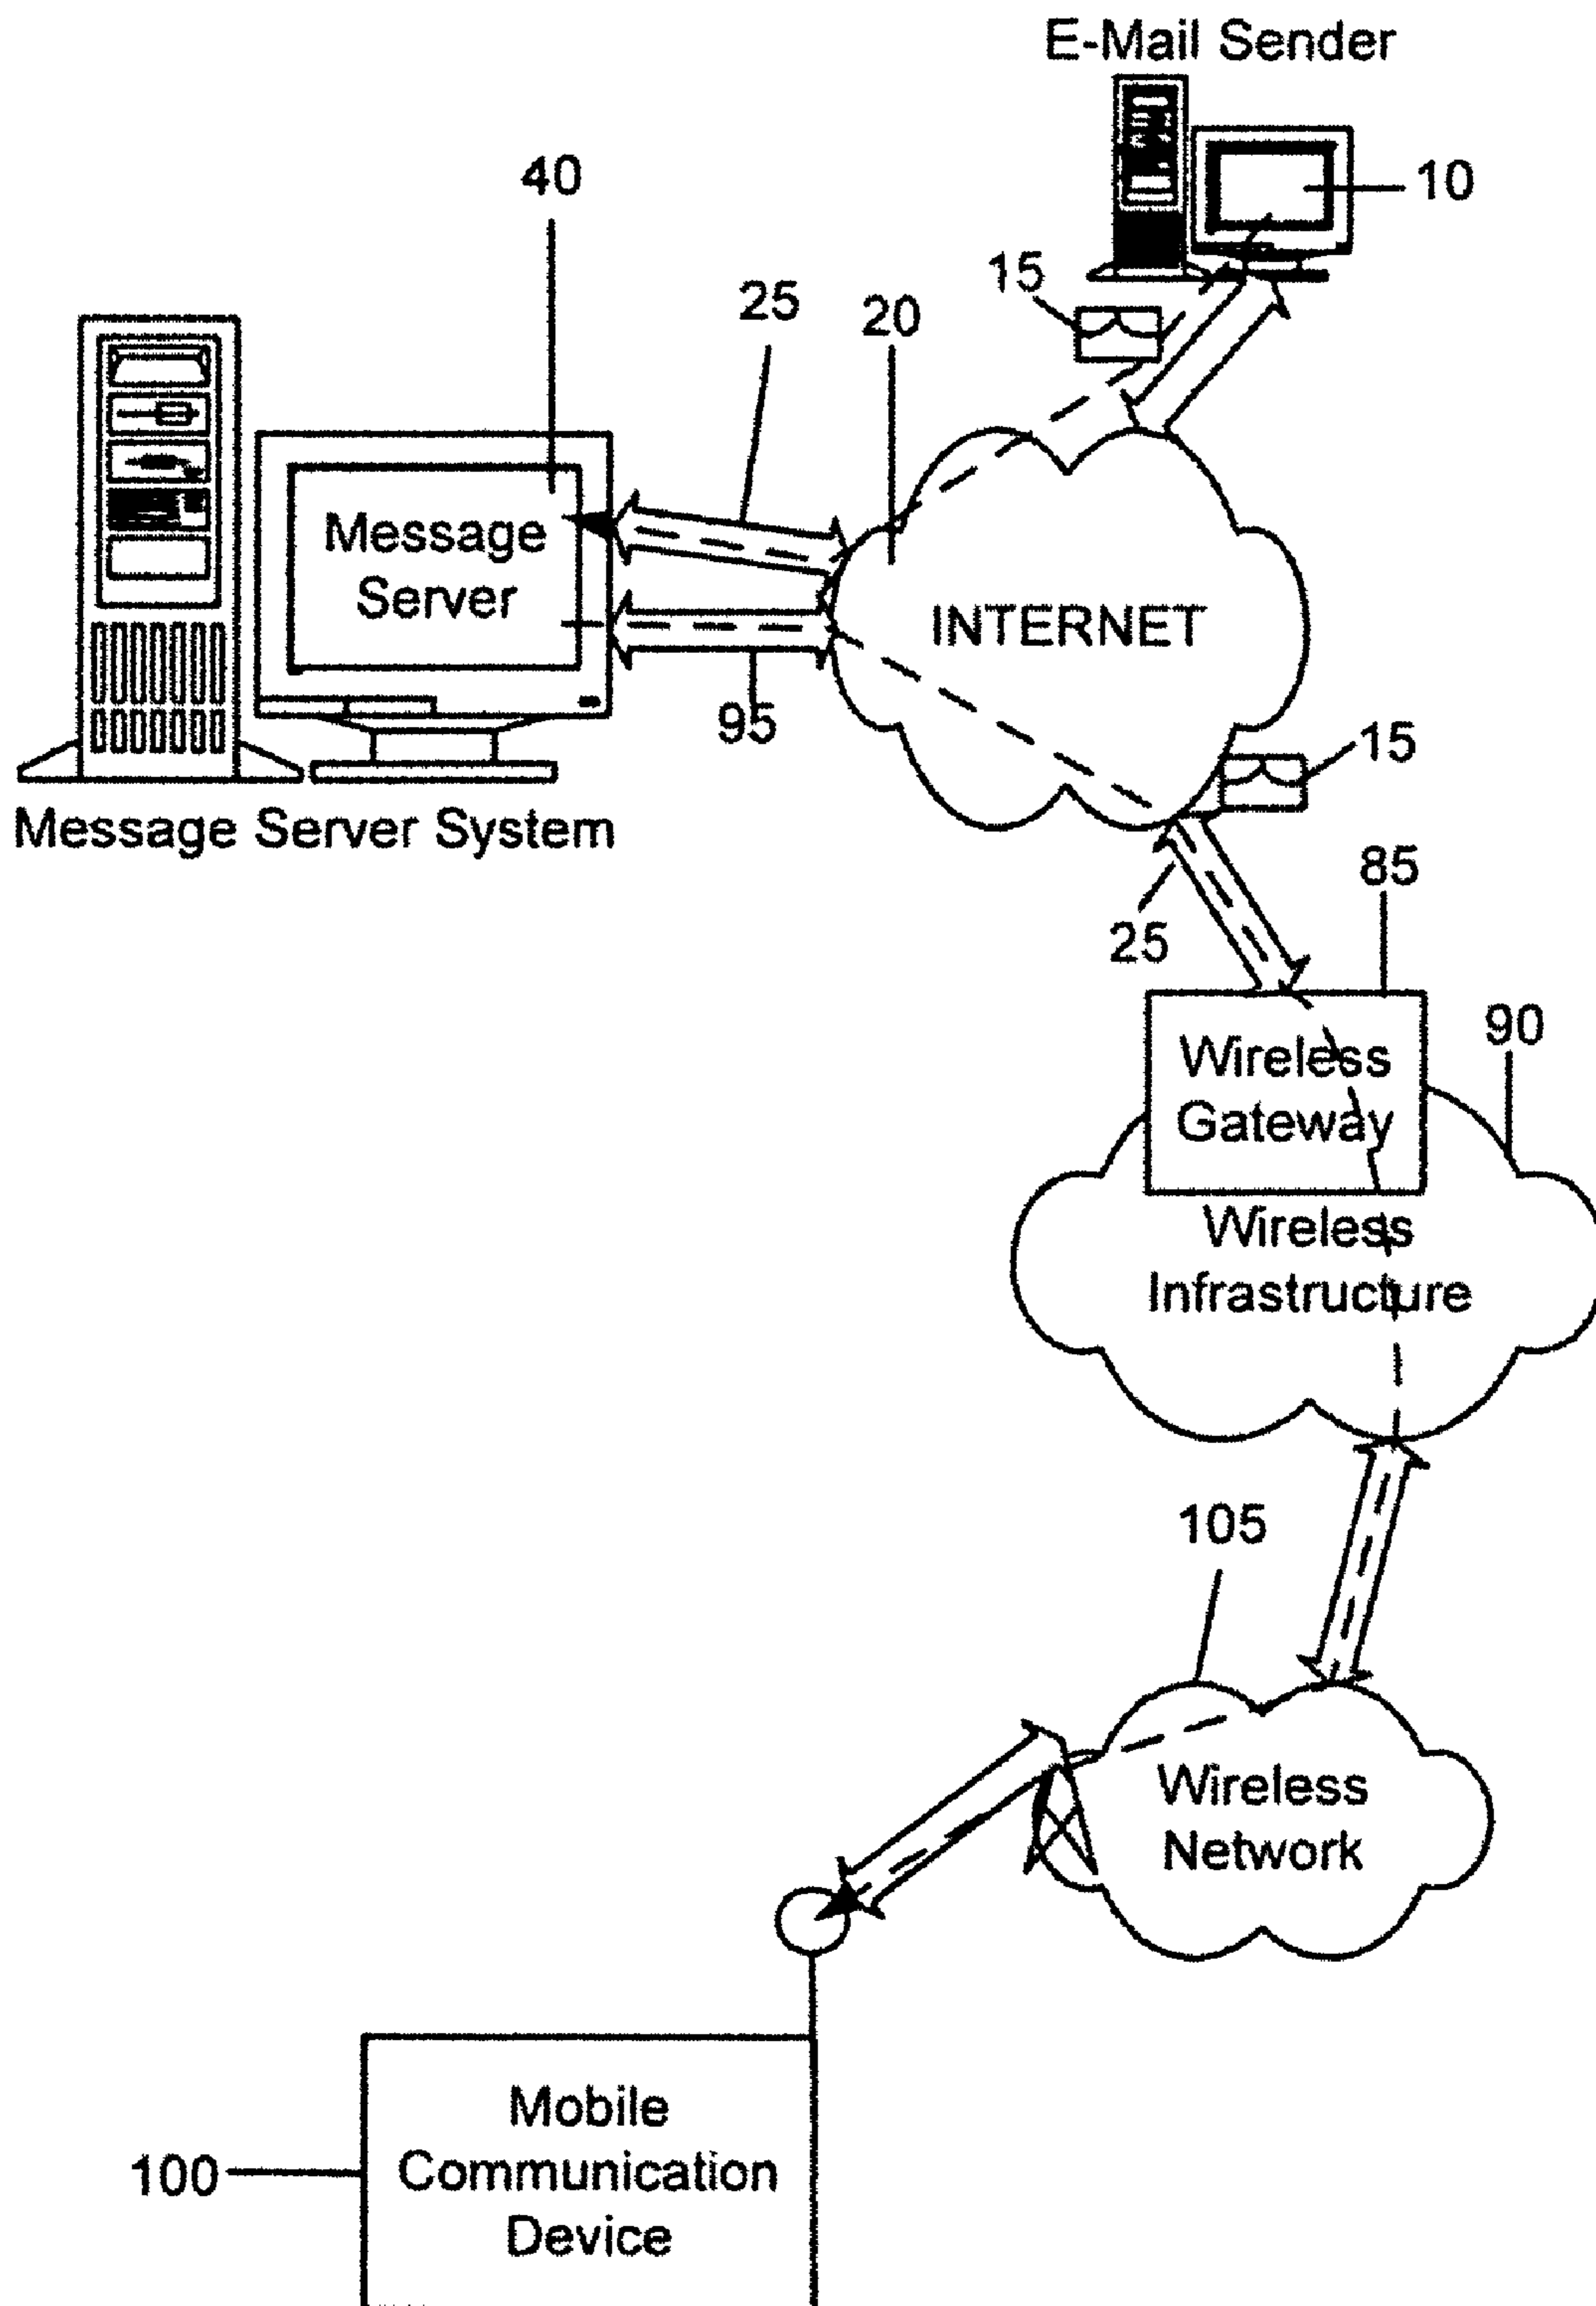 E-Mail Sender
40
10
15
25
20
Message
Server
INTERNET
95
15
Message Server System
85
25
90
Wireless
Gateway
Wireless
Infrastructure
105
Wireless
Network
Mobile
100
Communication
Device